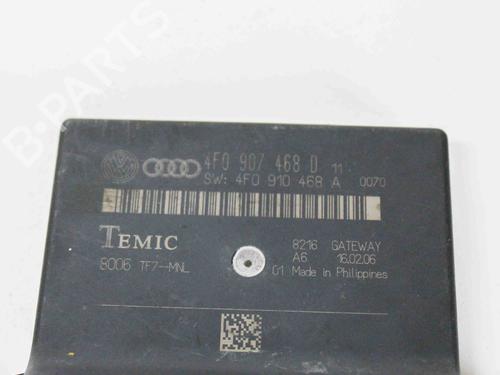 B-PARTS
4F0 907 468 D 11
SW: 4F0 910 468 A 0070
TEMIC
8006 TF7--MNL
8216 GATEWAY
A6 16.02.06
01 Made in Philippines